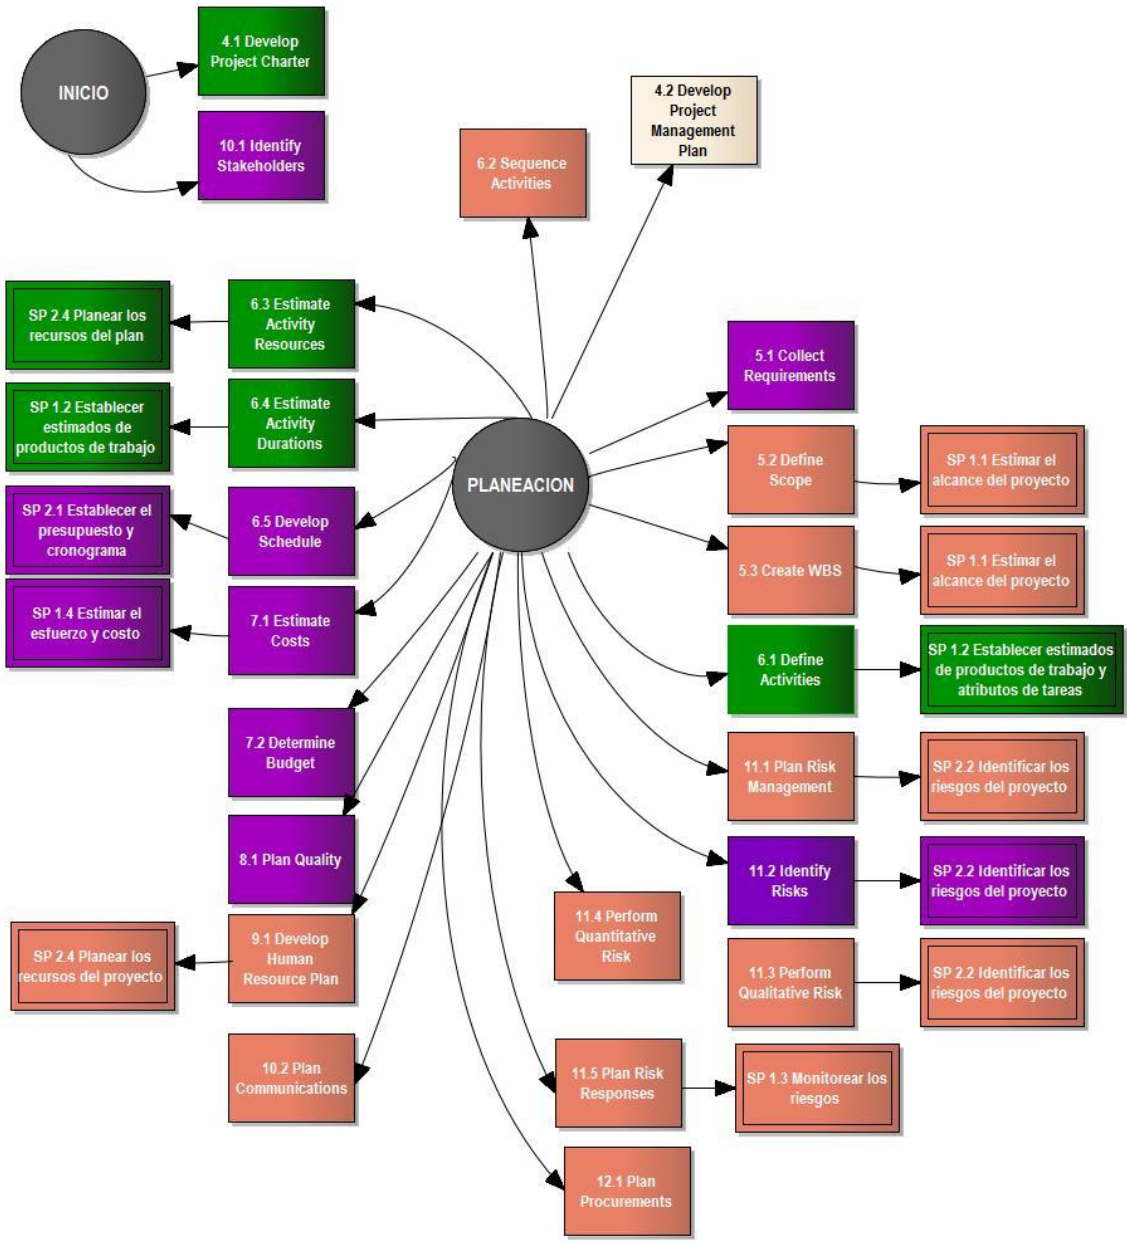 INICIO
4.1 Develop
Project Charter
10.1 Identify
Stakeholders
6.2 Sequence
Activities
4.2 Develop
Project
Management
Plan
SP 2.4 Planear los
recursos del plan
6.3 Estimate
Activity
Resources
SP 1.2 Establecer
estimados de
productos de trabajo
6.4 Estimate
Activity
Durations
SP 2.1 Establecer el
presupuesto y
cronograma
6.5 Develop
Schedule
SP 1.4 Estimar el
esfuerzo y costo
7.1 Estimate
Costs
7.2 Determine
Budget
8.1 Plan Quality
SP 2.4 Planear los
recursos del proyecto
9.1 Develop
Human
Resource Plan
10.2 Plan
Communications
PLANEACION
5.1 Collect
Requirements
5.2 Define
Scope
SP 1.1 Estimar el
alcance del proyecto
5.3 Create WBS
SP 1.1 Estimar el
alcance del proyecto
6.1 Define
Activities
SP 1.2 Establecer estimados
de productos de trabajo y
atributos de tareas
11.1 Plan Risk
Management
SP 2.2 Identificar los
riesgos del proyecto
11.2 Identify
Risks
SP 2.2 Identificar los
riesgos del proyecto
11.4 Perform
Quantitative
Risk
11.3 Perform
Qualitative Risk
SP 2.2 Identificar los
riesgos del proyecto
11.5 Plan Risk
Responses
SP 1.3 Monitorear los
riesgos
12.1 Plan
Procurements